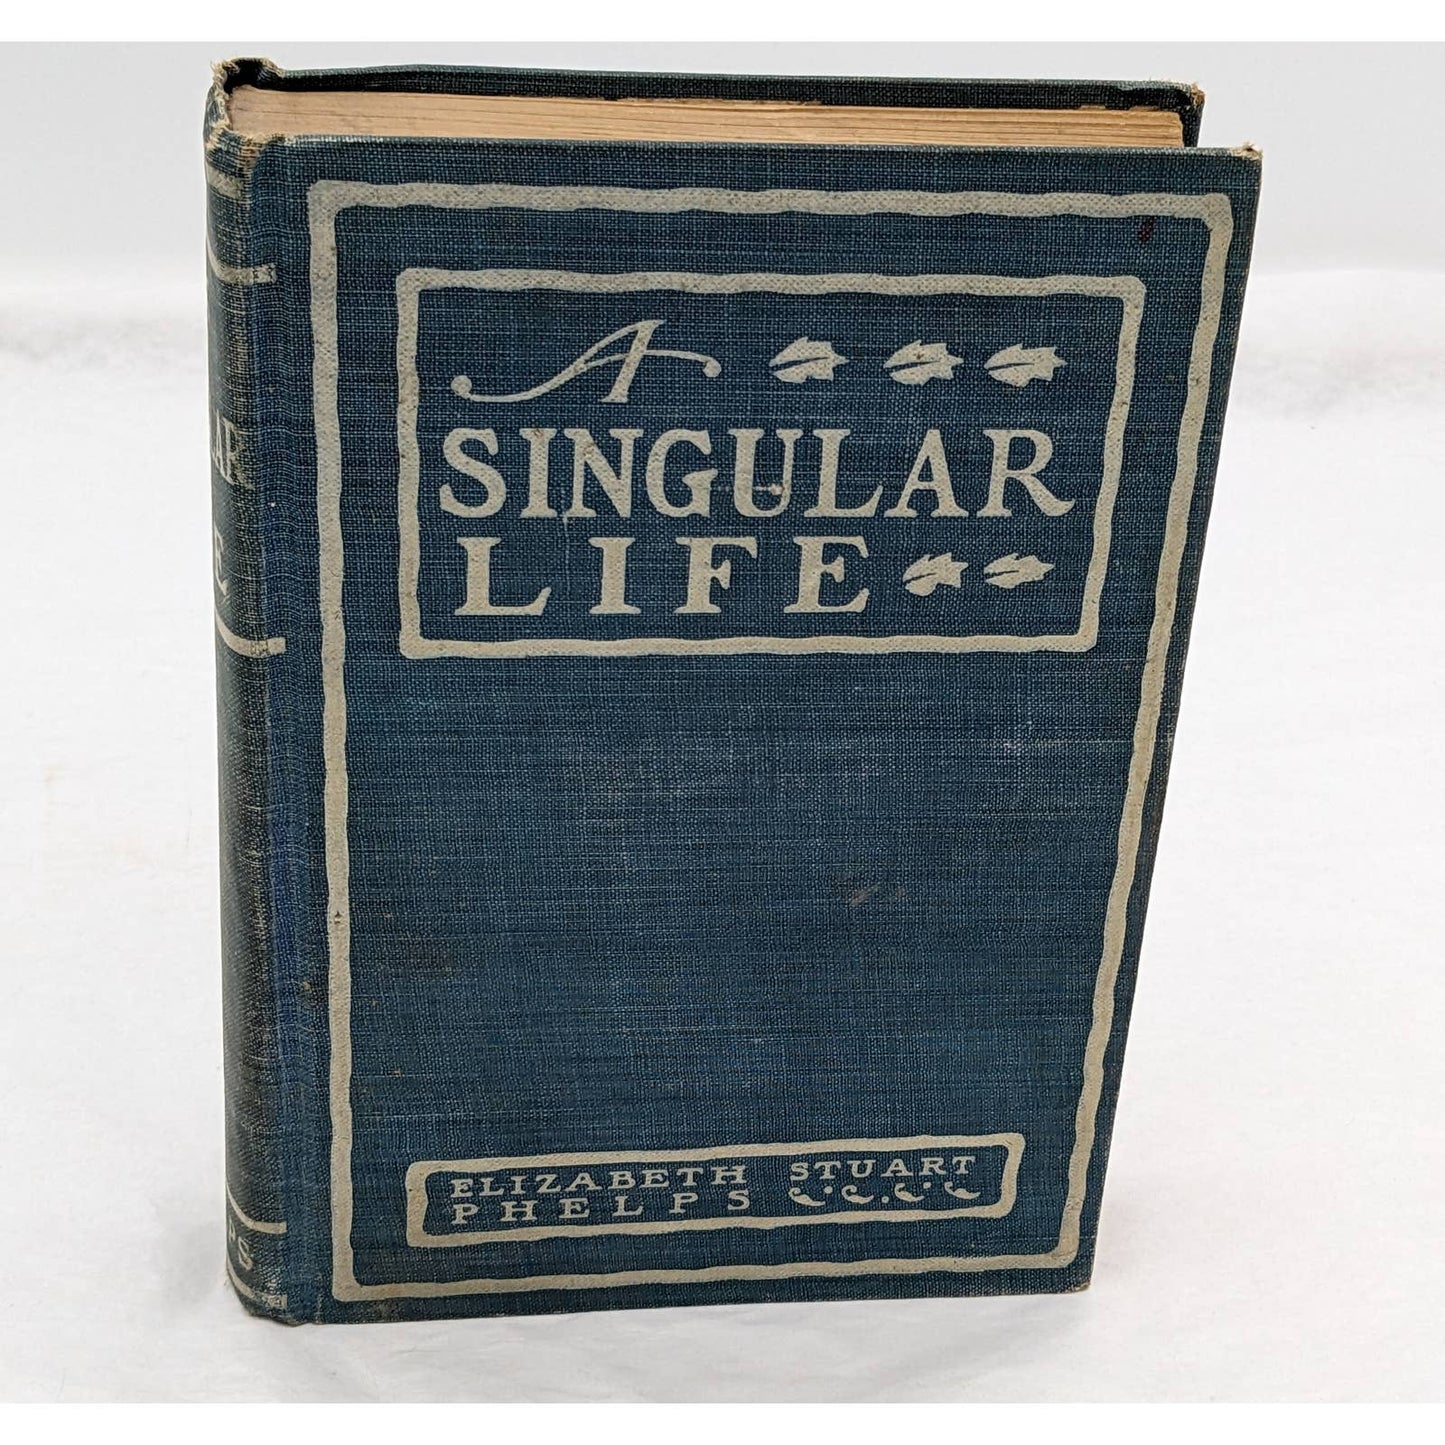 A
SINGULAR
LIFE
ELIZABETH STUART
PHELPS